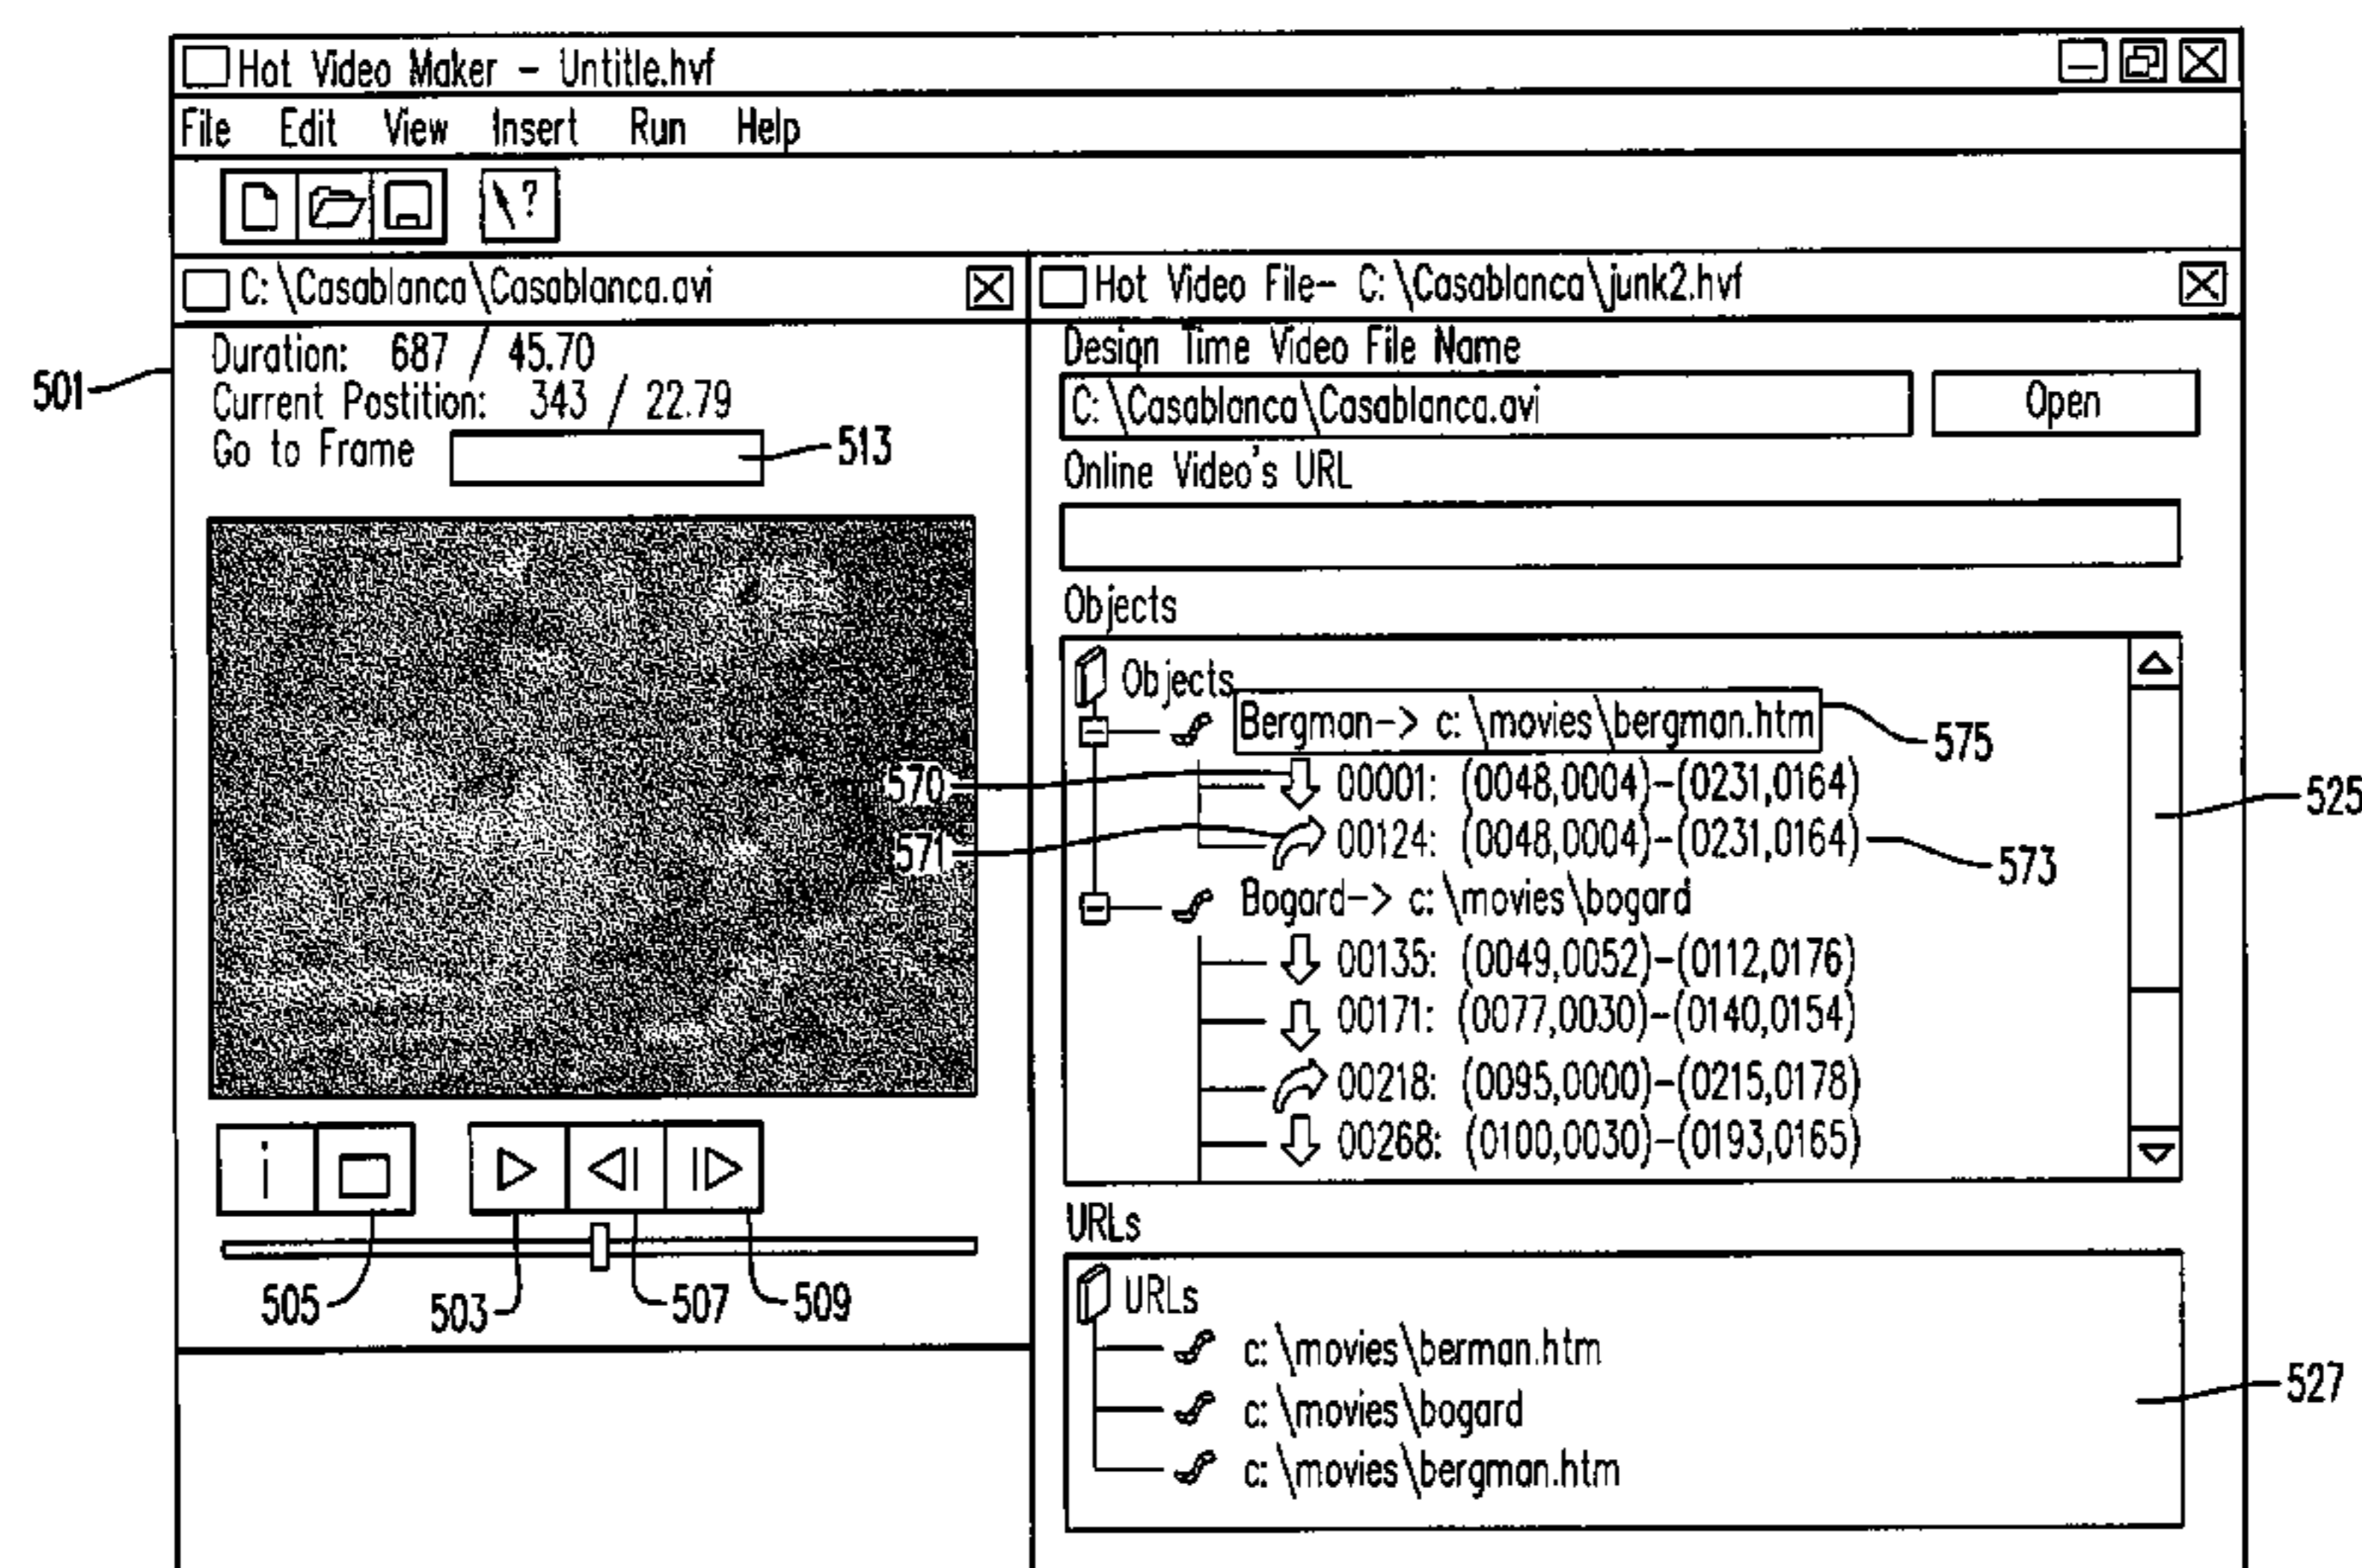 Hot Video Maker - Untitle.hvf
File Edit View Insert Run Help
?
C:\Casablanca\Casablanca.avi
Duration: 687 / 45.70
Current Postition: 343 / 22.79
Go to Frame
513
501
i
505
503
507
509
Hot Video File- C:\Casablanca\junk2.hvf
Design Time Video File Name
C:\Casablanca\Casablanca.avi
Open
Online Video's URL
Objects
Objects
Bergman-> c:\movies\bergman.htm
575
570
00001: (0048,0004)-(0231,0164)
525
571
00124: (0048,0004)-(0231,0164)
573
Bogard-> c:\movies\bogard
00135: (0049,0052)-(0112,0176)
00171: (0077,0030)-(0140,0154)
00218: (0095,0000)-(0215,0178)
00268: (0100,0030)-(0193,0165)
URLs
URLs
c:\movies\berman.htm
c:\movies\bogard
527
c:\movies\bergman.htm